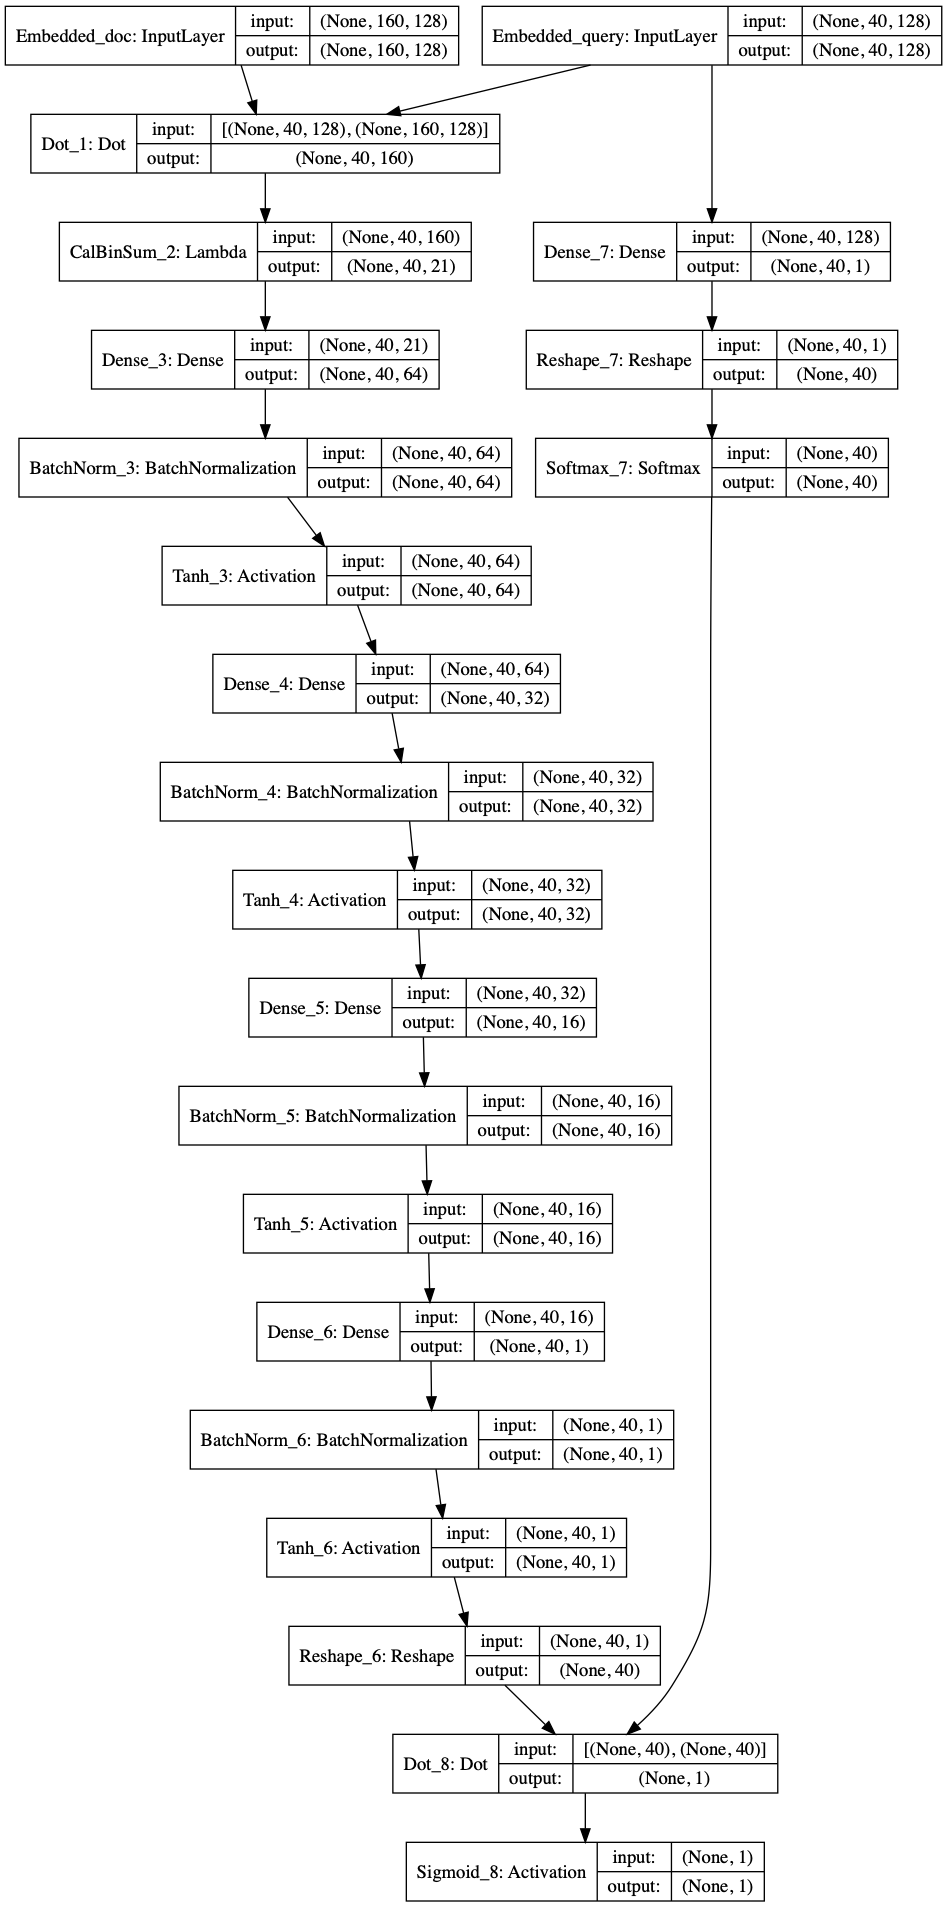 Embedded_doc: InputLayer
input: (None, 160, 128)
output: (None, 160, 128)
Embedded_query: InputLayer
input: (None, 40, 128)
output: (None, 40, 128)
Dot_1: Dot
input: [(None, 40, 128), (None, 160, 128)]
output: (None, 40, 160)
CalBinSum_2: Lambda
input: (None, 40, 160)
output: (None, 40, 21)
Dense_7: Dense
input: (None, 40, 128)
output: (None, 40, 1)
Dense_3: Dense
input: (None, 40, 21)
output: (None, 40, 64)
Reshape_7: Reshape
input: (None, 40, 1)
output: (None, 40)
BatchNorm_3: BatchNormalization
input: (None, 40, 64)
output: (None, 40, 64)
Softmax_7: Softmax
input: (None, 40)
output: (None, 40)
Tanh_3: Activation
input: (None, 40, 64)
output: (None, 40, 64)
Dense_4: Dense
input: (None, 40, 64)
output: (None, 40, 32)
BatchNorm_4: BatchNormalization
input: (None, 40, 32)
output: (None, 40, 32)
Tanh_4: Activation
input: (None, 40, 32)
output: (None, 40, 32)
Dense_5: Dense
input: (None, 40, 32)
output: (None, 40, 16)
BatchNorm_5: BatchNormalization
input: (None, 40, 16)
output: (None, 40, 16)
Tanh_5: Activation
input: (None, 40, 16)
output: (None, 40, 16)
Dense_6: Dense
input: (None, 40, 16)
output: (None, 40, 1)
BatchNorm_6: BatchNormalization
input: (None, 40, 1)
output: (None, 40, 1)
Tanh_6: Activation
input: (None, 40, 1)
output: (None, 40, 1)
Reshape_6: Reshape
input: (None, 40, 1)
output: (None, 40)
Dot_8: Dot
input: [(None, 40), (None, 40)]
output: (None, 1)
Sigmoid_8: Activation
input: (None, 1)
output: (None, 1)